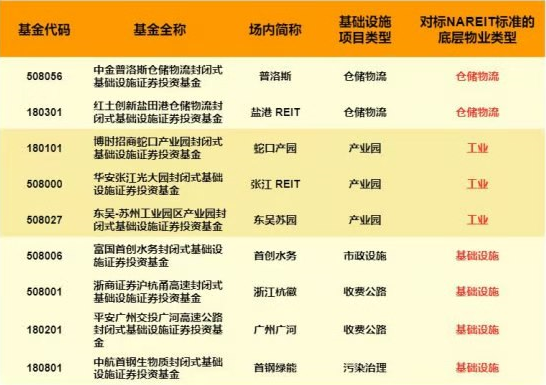 基金代码 基金全称 场内简称 基础设施 对标NAREIT标准的
项目类型 底层物业类型
508056 中金普洛斯仓储物流封闭式 普洛斯 仓储物流 仓储物流
基础设施证券投资基金
180301 红土创新盐田港仓储物流封 盐港 REIT 仓储物流 仓储物流
闭式基础设施证券投资基金
180101 博时招商蛇口产业园封闭式 蛇口产园 产业园 工业
基础设施证券投资基金
508000 华安张江光大园封闭式基础 张江 REIT 产业园 工业
设施证券投资基金
508027 东吴-苏州工业园区产业园封 东吴苏园 产业园 工业
闭式基础设施证券投资基金
508006 富国首创水务封闭式基础设 首创水务 市政设施 基础设施
施证券投资基金
508001 浙商证券沪杭甬高速封闭式 浙江杭徽 收费公路 基础设施
基础设施证券投资基金
180201 平安广州交投广河高速公路 广州广河 收费公路 基础设施
封闭式基础设施证券投资基
金
180801 中航首钢生物质封闭式基础 首钢绿能 污染治理 基础设施
设施证券投资基金